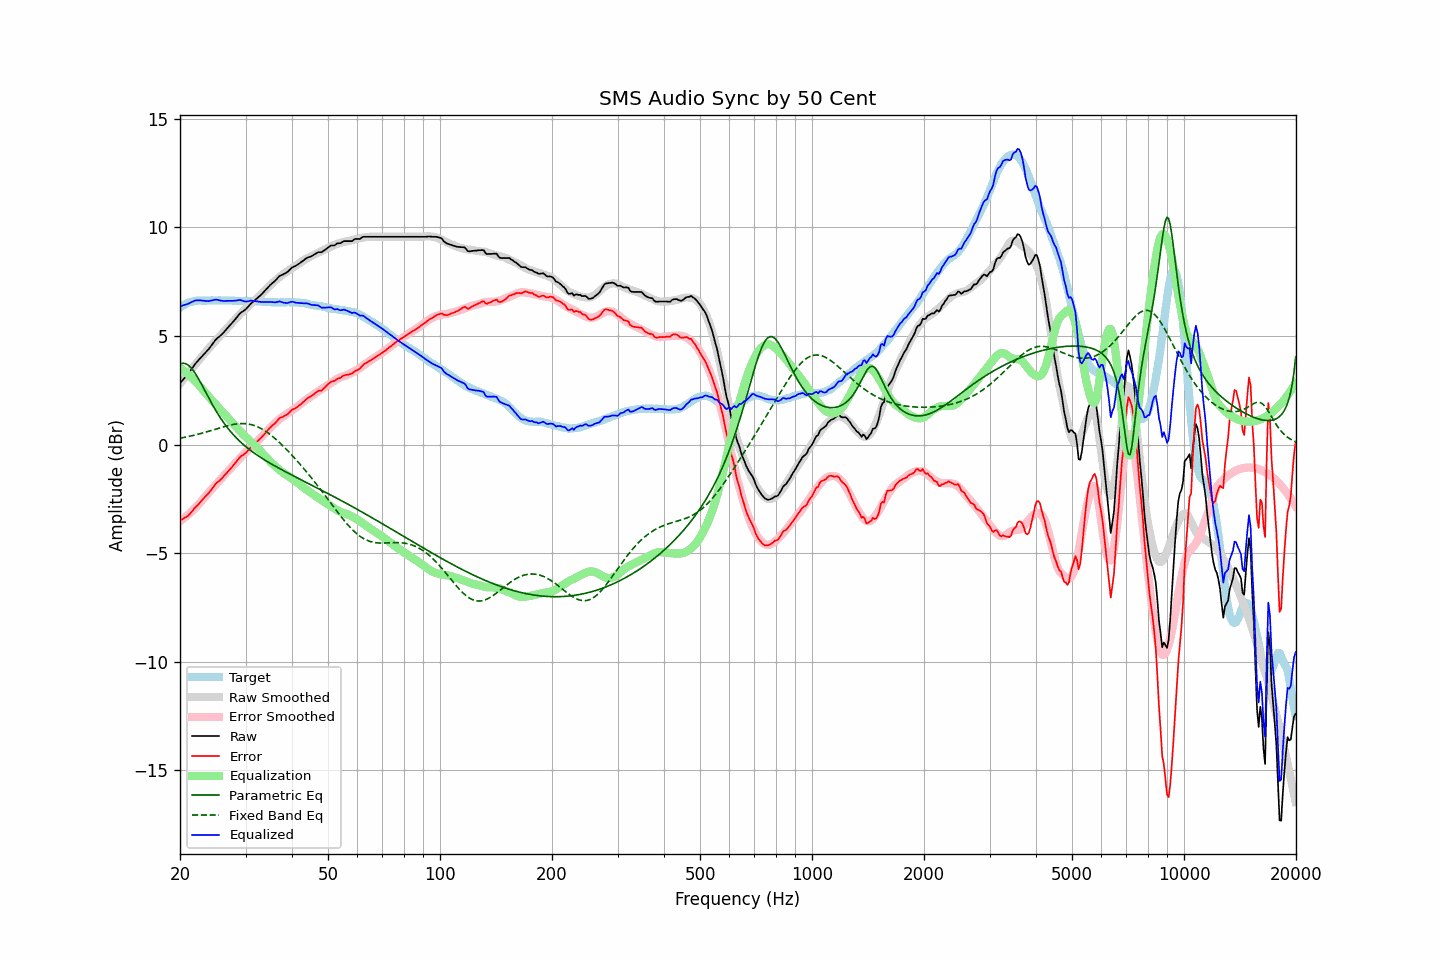 SMS Audio Sync by 50 Cent
Amplitude (dBr)
15
10
5
0
−5
−10
−15
Target
Raw Smoothed
Error Smoothed
Raw
Error
Equalization
Parametric Eq
Fixed Band Eq
Equalized
20 50 100 200 500 1000 2000 5000 10000 20000
Frequency (Hz)